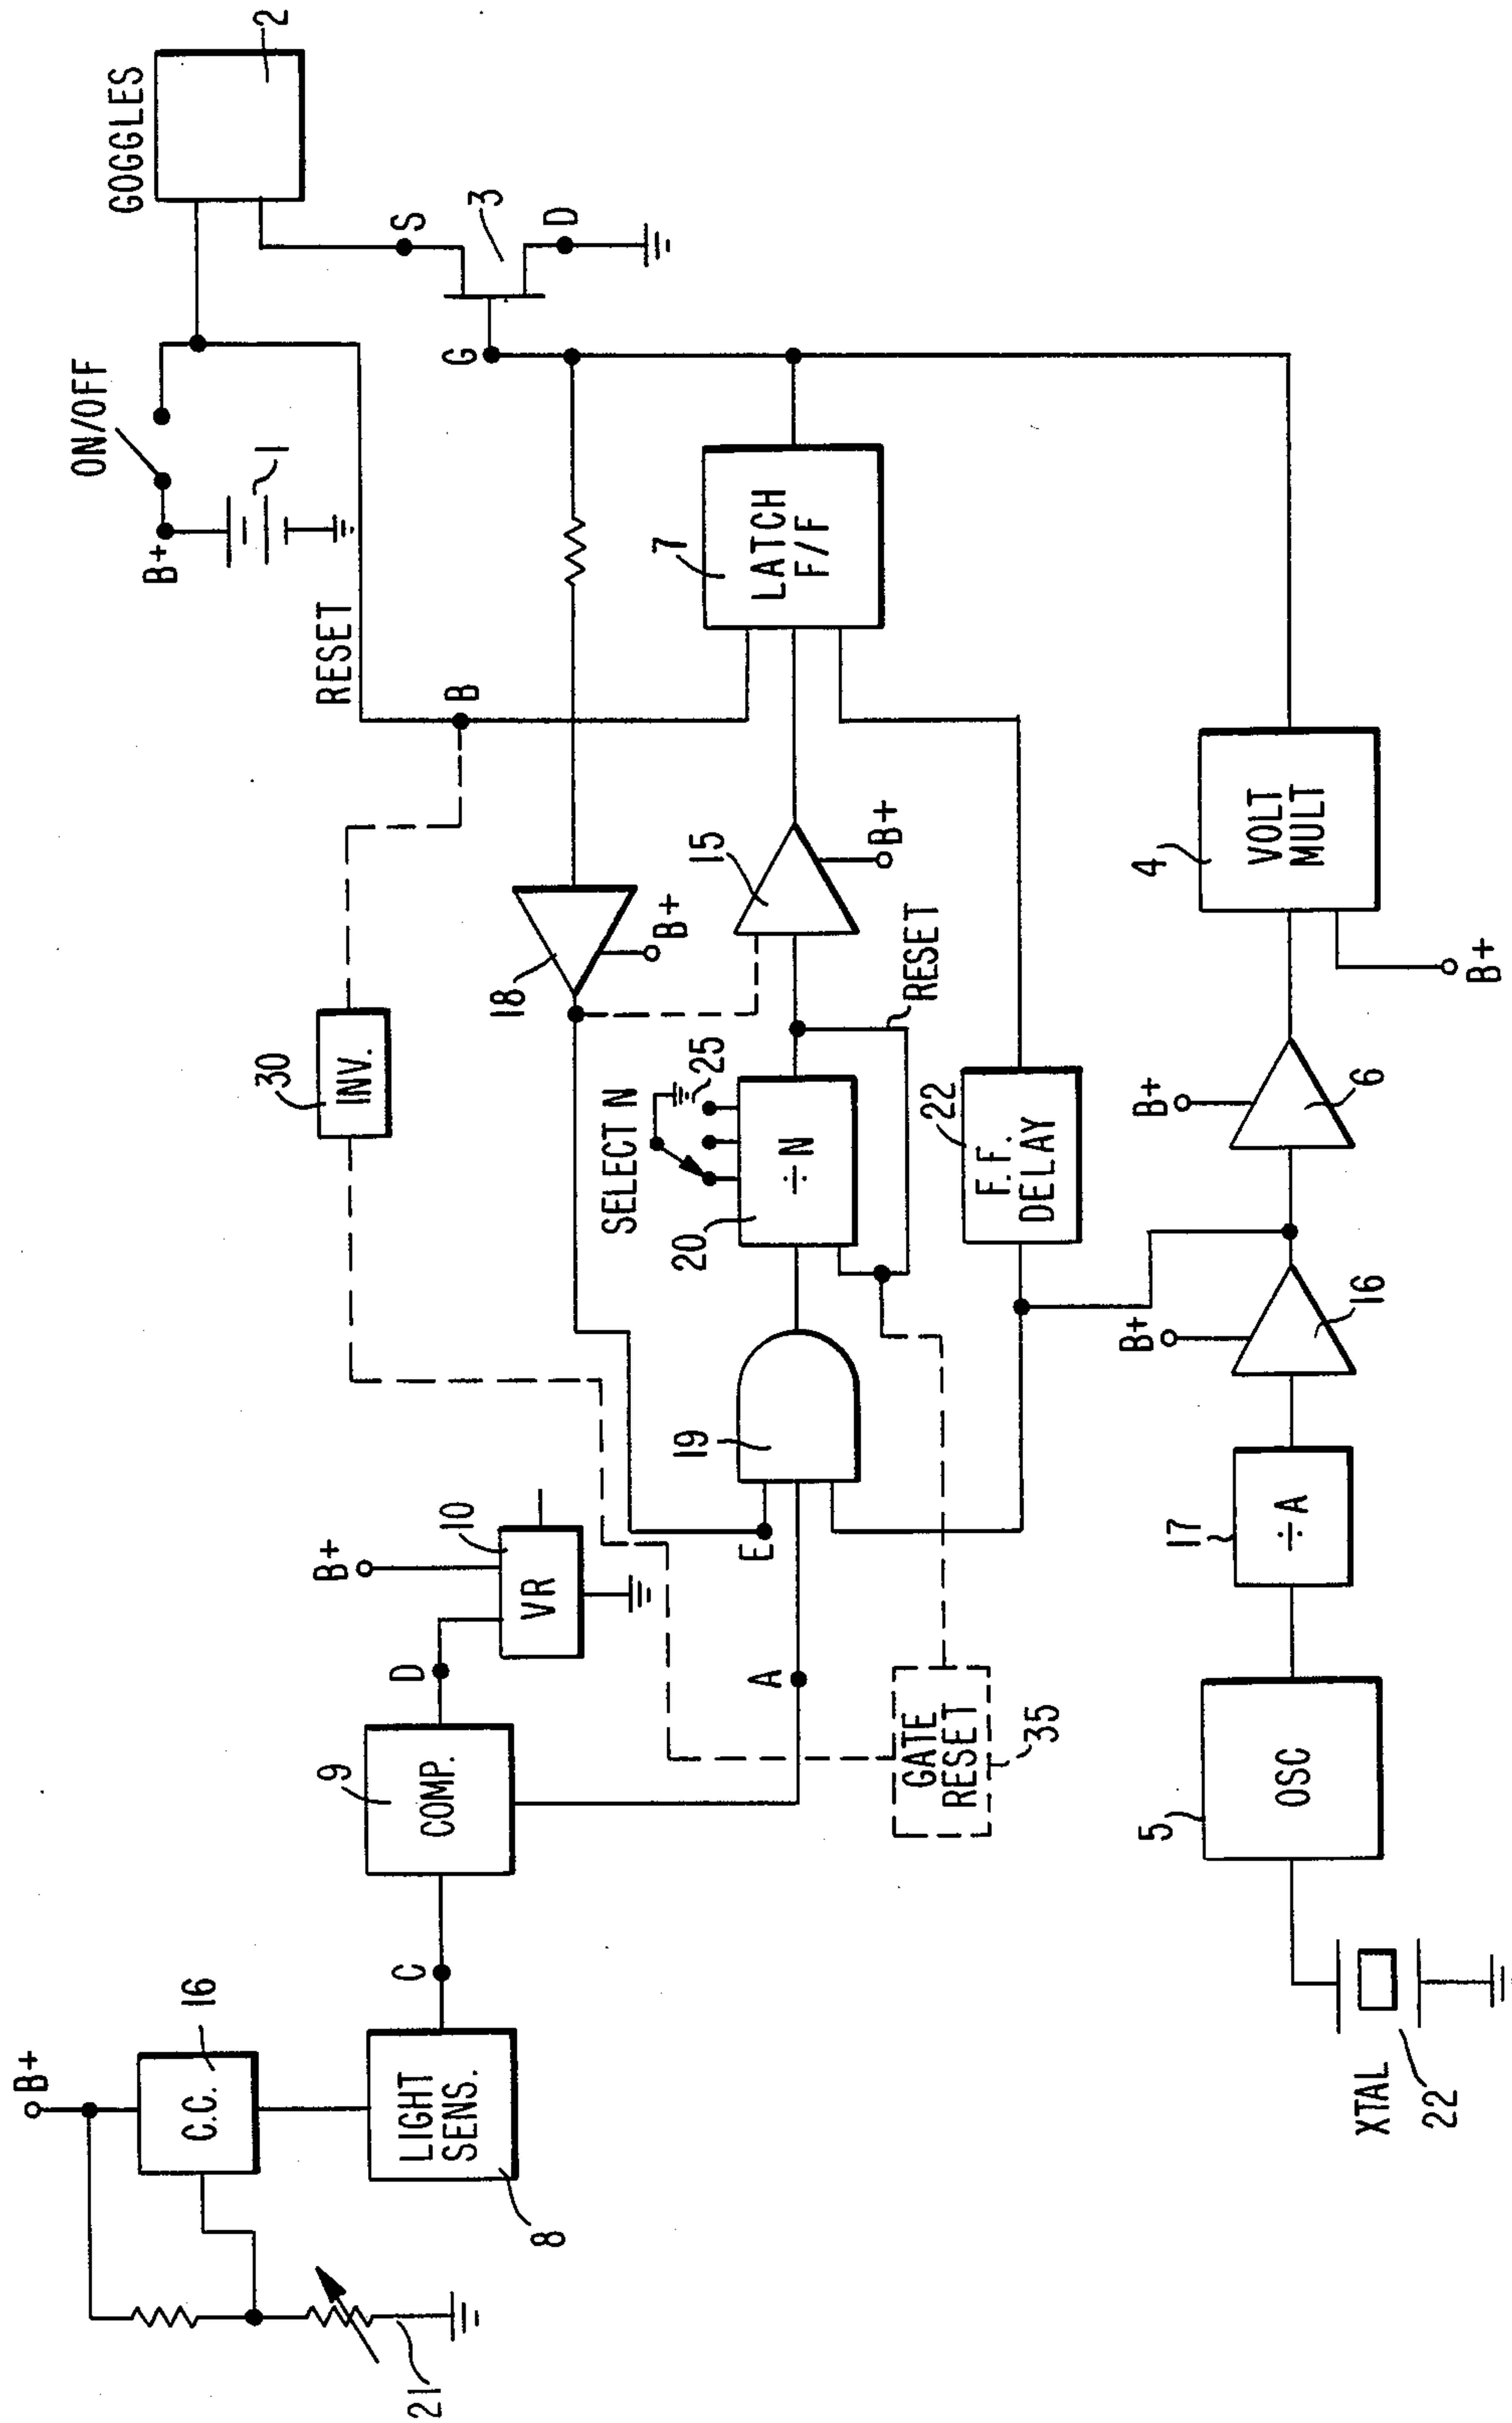 B+
C.C.
16
21
LIGHT
SENS.
8
C
9
COMP.
D
B+
10
VR
30
INV.
RESET
B
B+
1
ON/OFF
GOGGLES
2
S
3
D
G
A
E
19
SELECT N
25
20
÷N
18
B+
15
B+
RESET
7
LATCH
F/F
GATE
RESET
35
22
F.F.
DELAY
XTAL
22
5
OSC
17
÷A
B+
16
B+
6
4
VOLT
MULT
B+